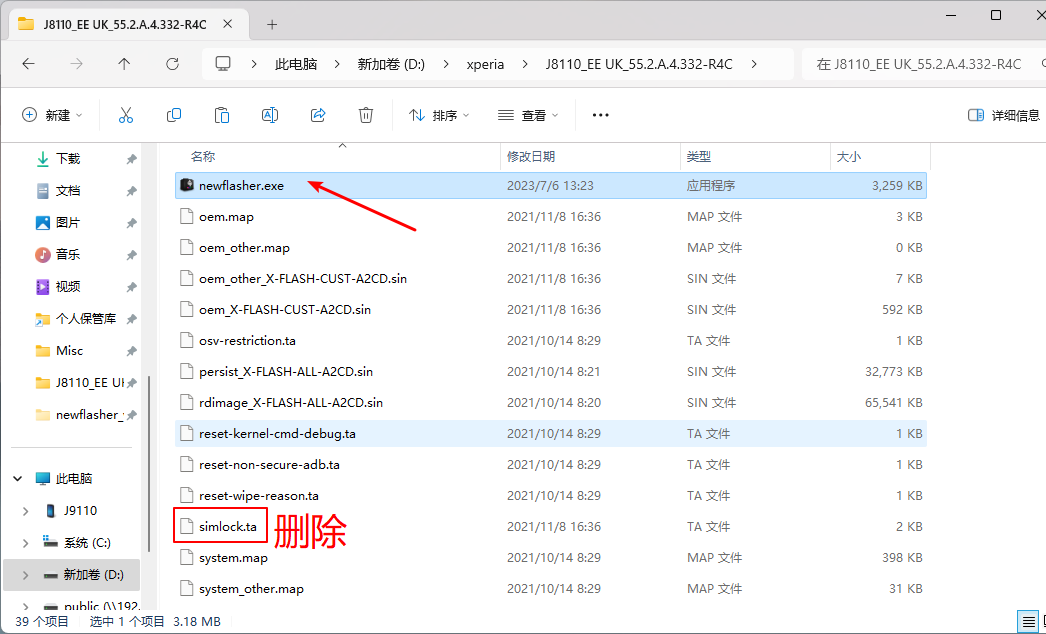 J8110_EE UK_55.2.A.4.332-R4C
此电脑 > 新加卷 (D:) > xperia > J8110_EE UK_55.2.A.4.332-R4C >
在 J8110_EE UK_55.2.A.4.332-R4C
新建 排序 查看 详细信息
名称 修改日期 类型 大小
下载
文档
图片
音乐
视频
个人保管库
Misc
J8110_EE UK
newflasher_
此电脑
J9110
系统 (C:)
新加卷 (D:)
public (\\192.
newflasher.exe 2023/7/6 13:23 应用程序 3,259 KB
oem.map 2021/11/8 16:36 MAP 文件 3 KB
oem_other.map 2021/11/8 16:36 MAP 文件 0 KB
oem_other_X-FLASH-CUST-A2CD.sin 2021/11/8 16:36 SIN 文件 7 KB
oem_X-FLASH-CUST-A2CD.sin 2021/11/8 16:36 SIN 文件 592 KB
osv-restriction.ta 2021/10/14 8:29 TA 文件 1 KB
persist_X-FLASH-ALL-A2CD.sin 2021/10/14 8:21 SIN 文件 32,773 KB
rdimage_X-FLASH-ALL-A2CD.sin 2021/10/14 8:20 SIN 文件 65,541 KB
reset-kernel-cmd-debug.ta 2021/10/14 8:29 TA 文件 1 KB
reset-non-secure-adb.ta 2021/10/14 8:29 TA 文件 1 KB
reset-wipe-reason.ta 2021/10/14 8:29 TA 文件 1 KB
simlock.ta 删除 2021/11/8 16:36 TA 文件 2 KB
system.map 2021/10/14 8:29 MAP 文件 398 KB
system_other.map 2021/10/14 8:29 MAP 文件 31 KB
39 个项目 选中 1 个项目 3.18 MB